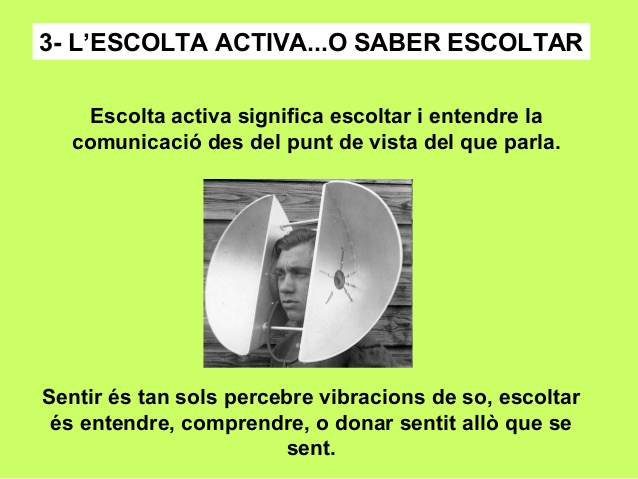 3- L’ESCOLTA ACTIVA...O SABER ESCOLTAR
Escolta activa significa escoltar i entendre la
comunicació des del punt de vista del que parla.
Sentir és tan sols percebre vibracions de so, escoltar
és entendre, comprendre, o donar sentit allò que se
sent.